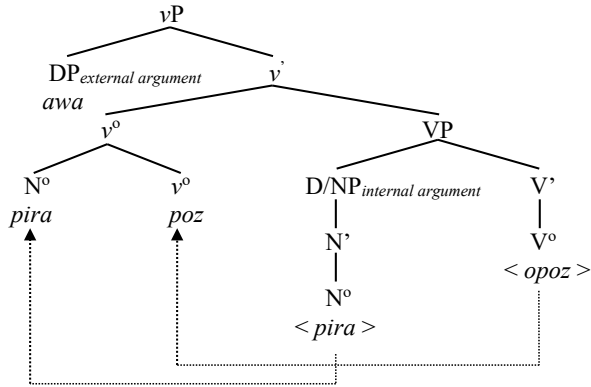 vP
DPexternal argument v’
awa
vº VP
Nº vº D/NPinternal argument V’
pira poz N’ Vº
< opoz >
Nº
< pira >